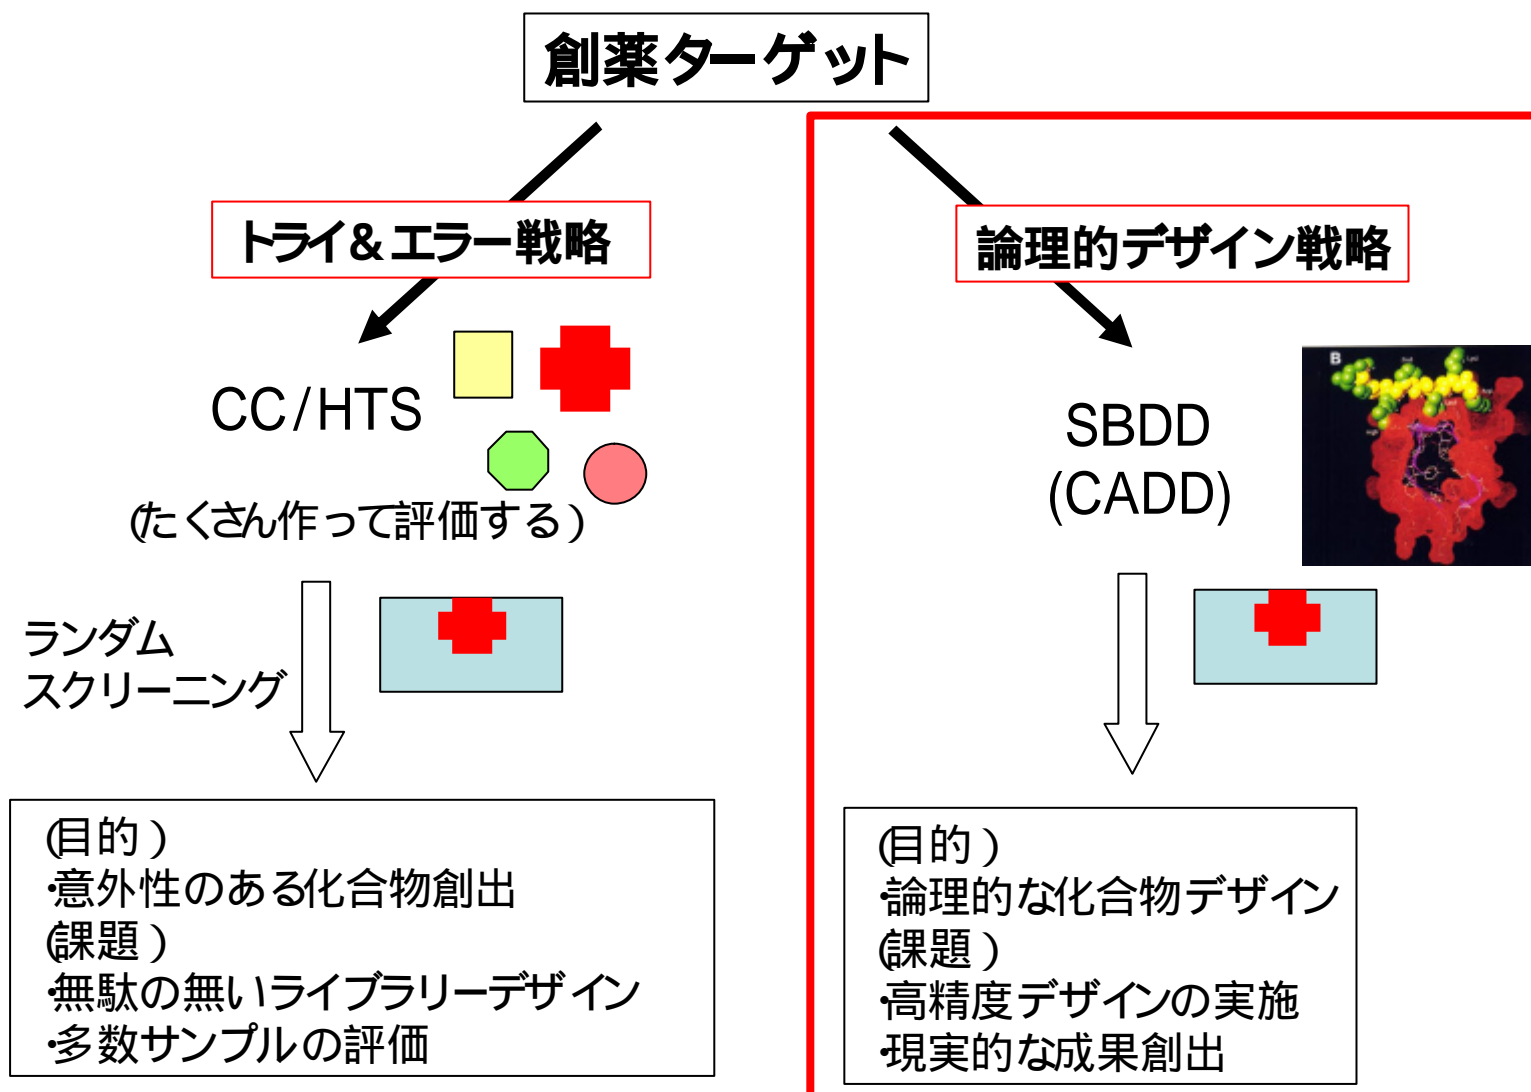 創薬ターゲット
トライ&エラー戦略
論理的デザイン戦略
CC/HTS
(たくさん作って評価する)
SBDD
(CADD)
B
ランダム
スクリーニング
(目的)
・意外性のある化合物創出
(課題)
・無駄の無いライブラリーデザイン
・多数サンプルの評価
(目的)
・論理的な化合物デザイン
(課題)
・高精度デザインの実施
・現実的な成果創出